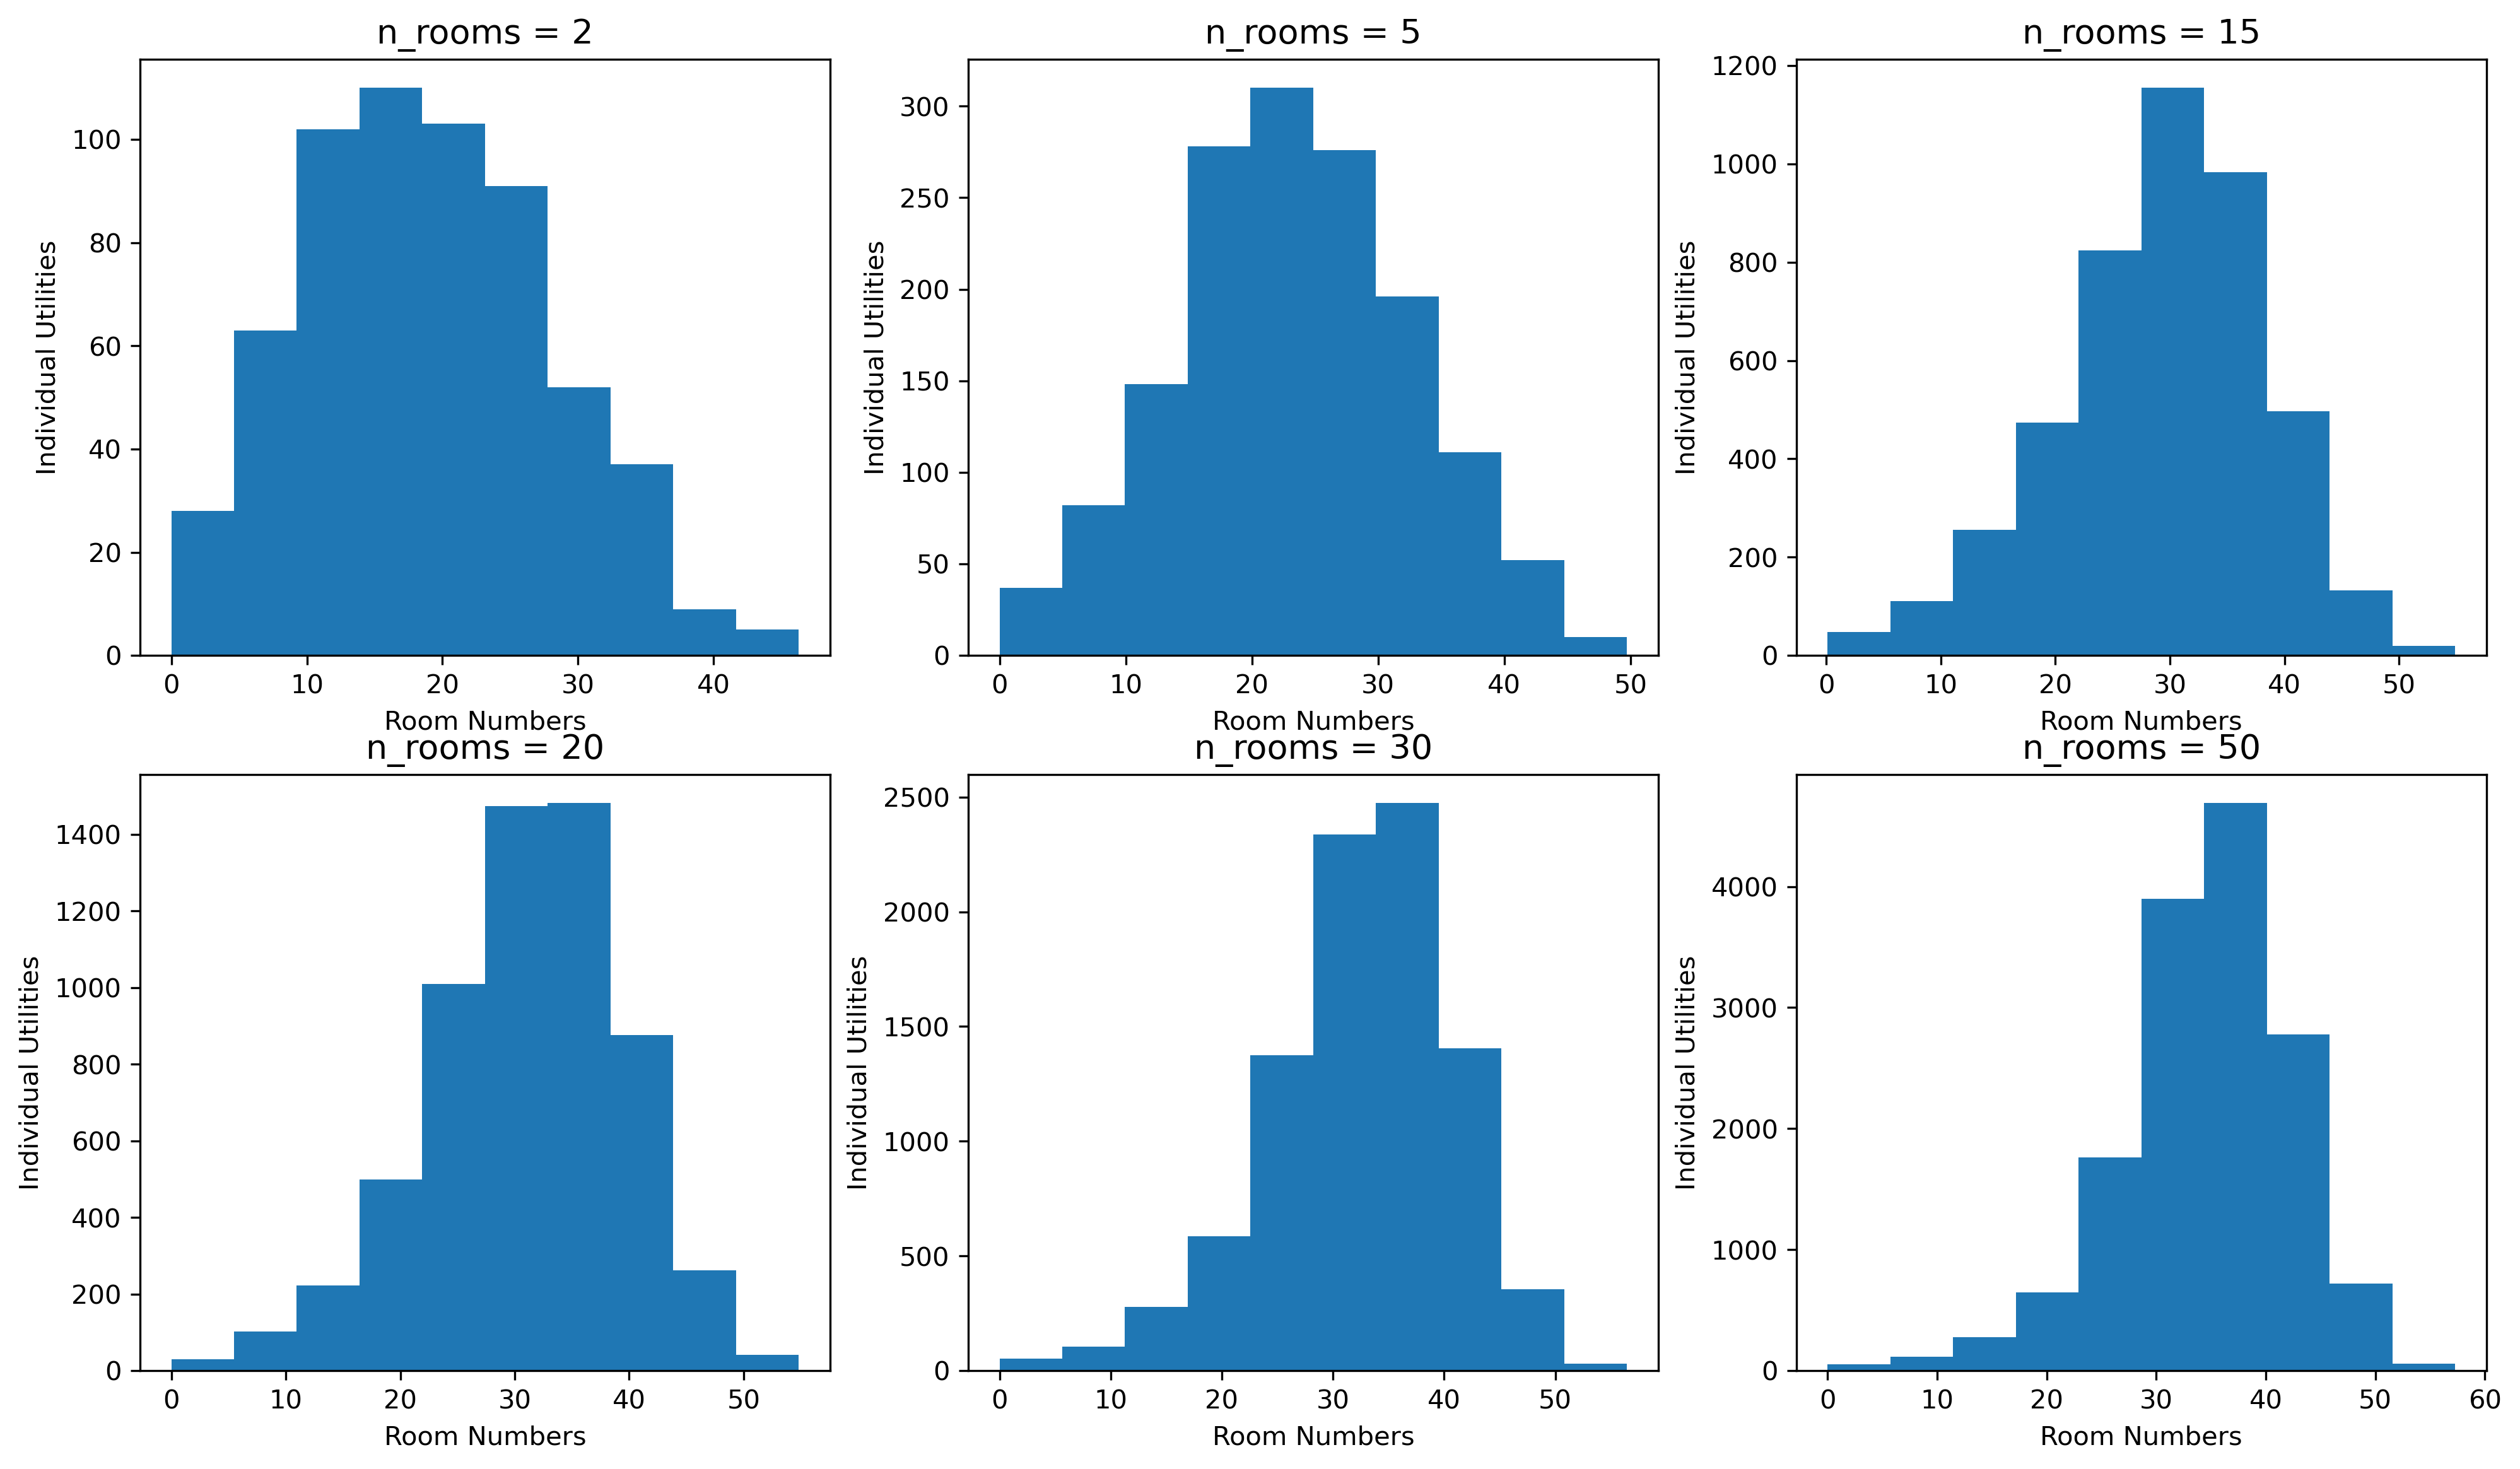 n_rooms = 2
Individual Utilities
100
80
60
40
20
0
0 10 20 30 40
Room Numbers
n_rooms = 5
Individual Utilities
300
250
200
150
100
50
0
0 10 20 30 40 50
Room Numbers
n_rooms = 15
Individual Utilities
1200
1000
800
600
400
200
0
0 10 20 30 40 50
Room Numbers
n_rooms = 20
Individual Utilities
1400
1200
1000
800
600
400
200
0
0 10 20 30 40 50
Room Numbers
n_rooms = 30
Individual Utilities
2500
2000
1500
1000
500
0
0 10 20 30 40 50
Room Numbers
n_rooms = 50
Individual Utilities
4000
3000
2000
1000
0
0 10 20 30 40 50 60
Room Numbers